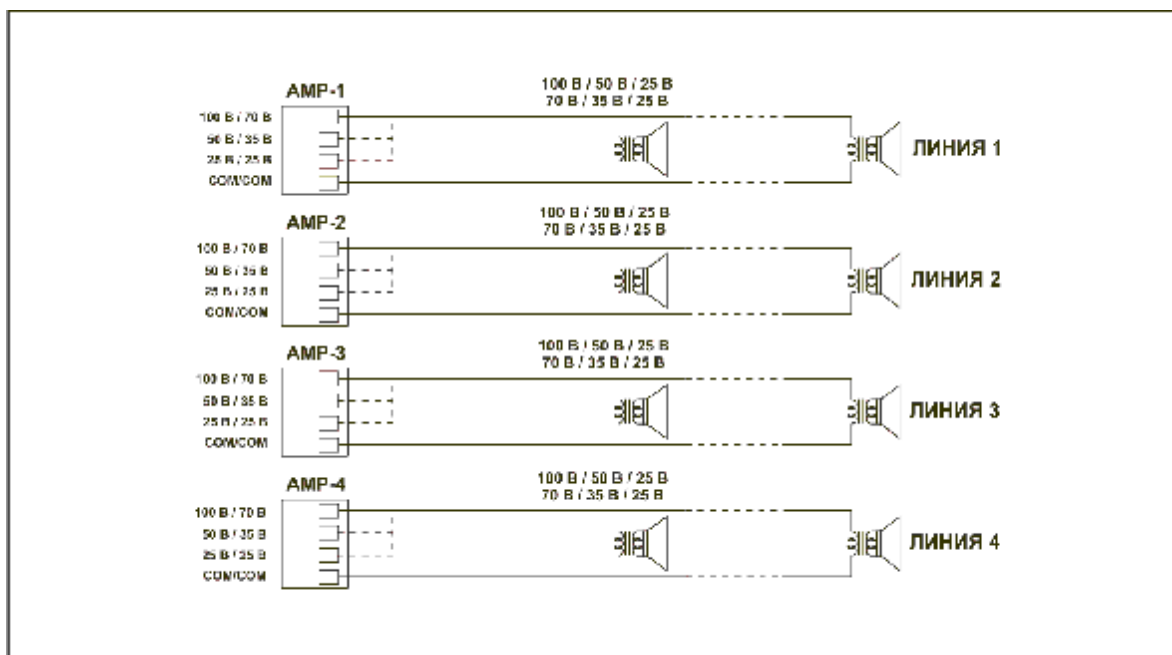 100 В / 50 В / 25 В
AMP-1
70 В / 35 В / 25 В
100 В / 70 В
50 В / 35 В
25 В / 25 В
COM/COM
ЛИНИЯ 1
100 В / 50 В / 25 В
AMP-2
70 В / 35 В / 25 В
100 В / 70 В
50 В / 35 В
25 В / 25 В
COM/COM
ЛИНИЯ 2
100 В / 50 В / 25 В
AMP-3
70 В / 35 В / 25 В
100 В / 70 В
50 В / 35 В
25 В / 25 В
COM/COM
ЛИНИЯ 3
100 В / 50 В / 25 В
AMP-4
70 В / 35 В / 25 В
100 В / 70 В
50 В / 35 В
25 В / 25 В
COM/COM
ЛИНИЯ 4